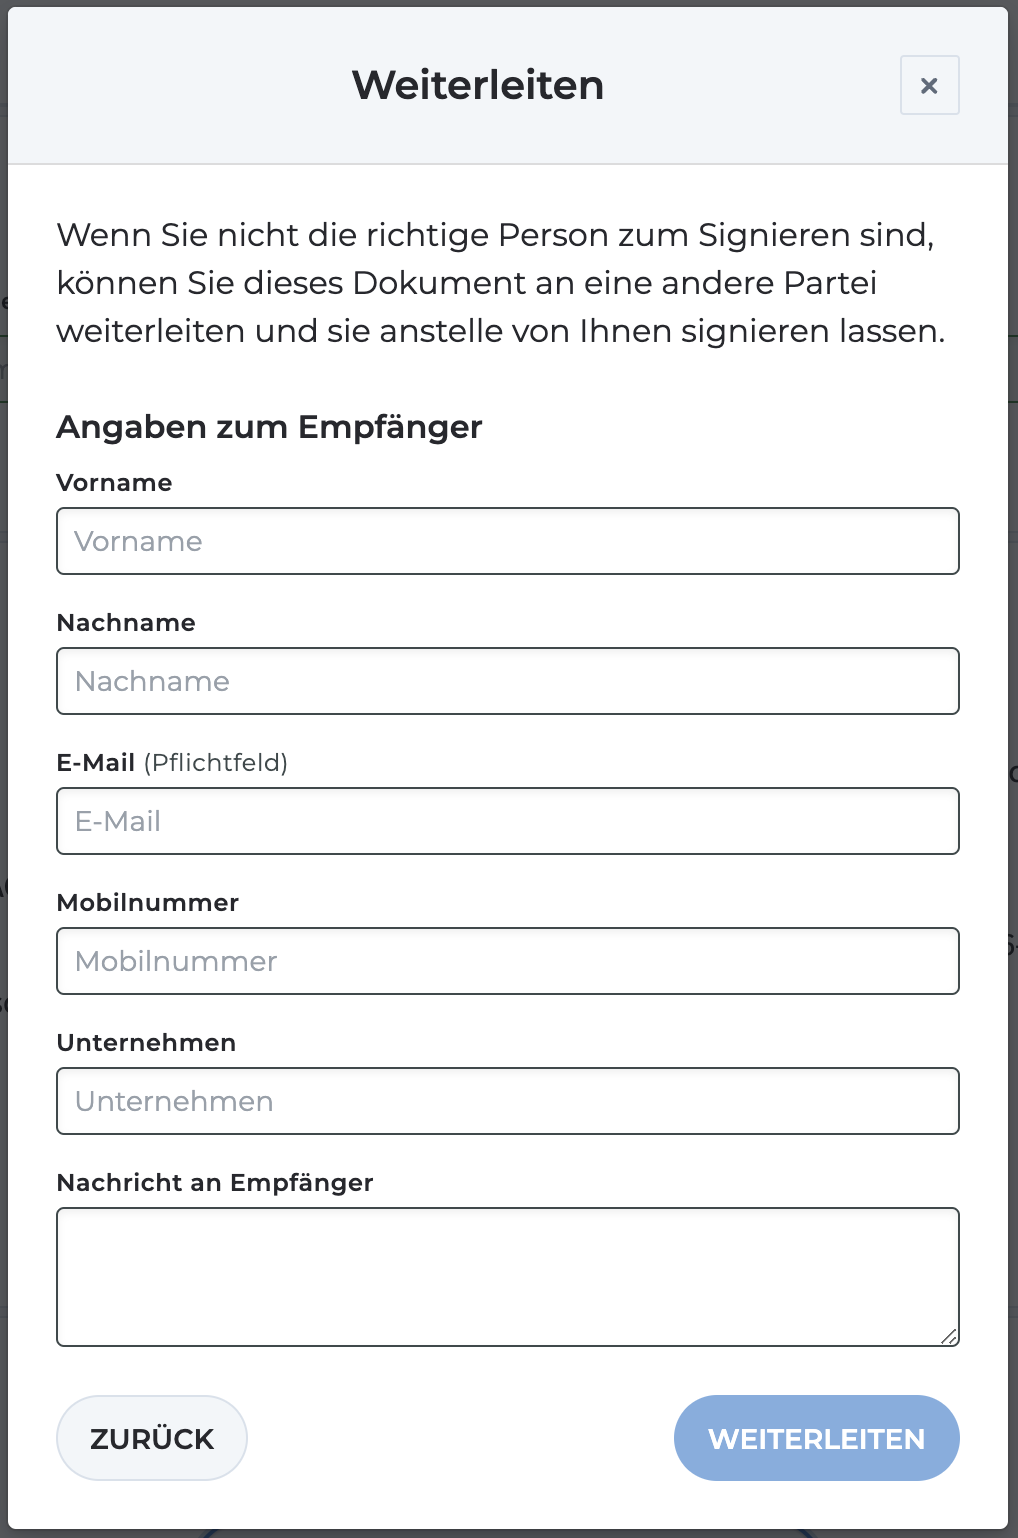 Weiterleiten
Wenn Sie nicht die richtige Person zum Signieren sind,
können Sie dieses Dokument an eine andere Partei
weiterleiten und sie anstelle von Ihnen signieren lassen.
Angaben zum Empfänger
Vorname
Vorname
Nachname
Nachname
E-Mail (Pflichtfeld)
E-Mail
Mobilnummer
Mobilnummer
Unternehmen
Unternehmen
Nachricht an Empfänger
ZURÜCK
WEITERLEITEN